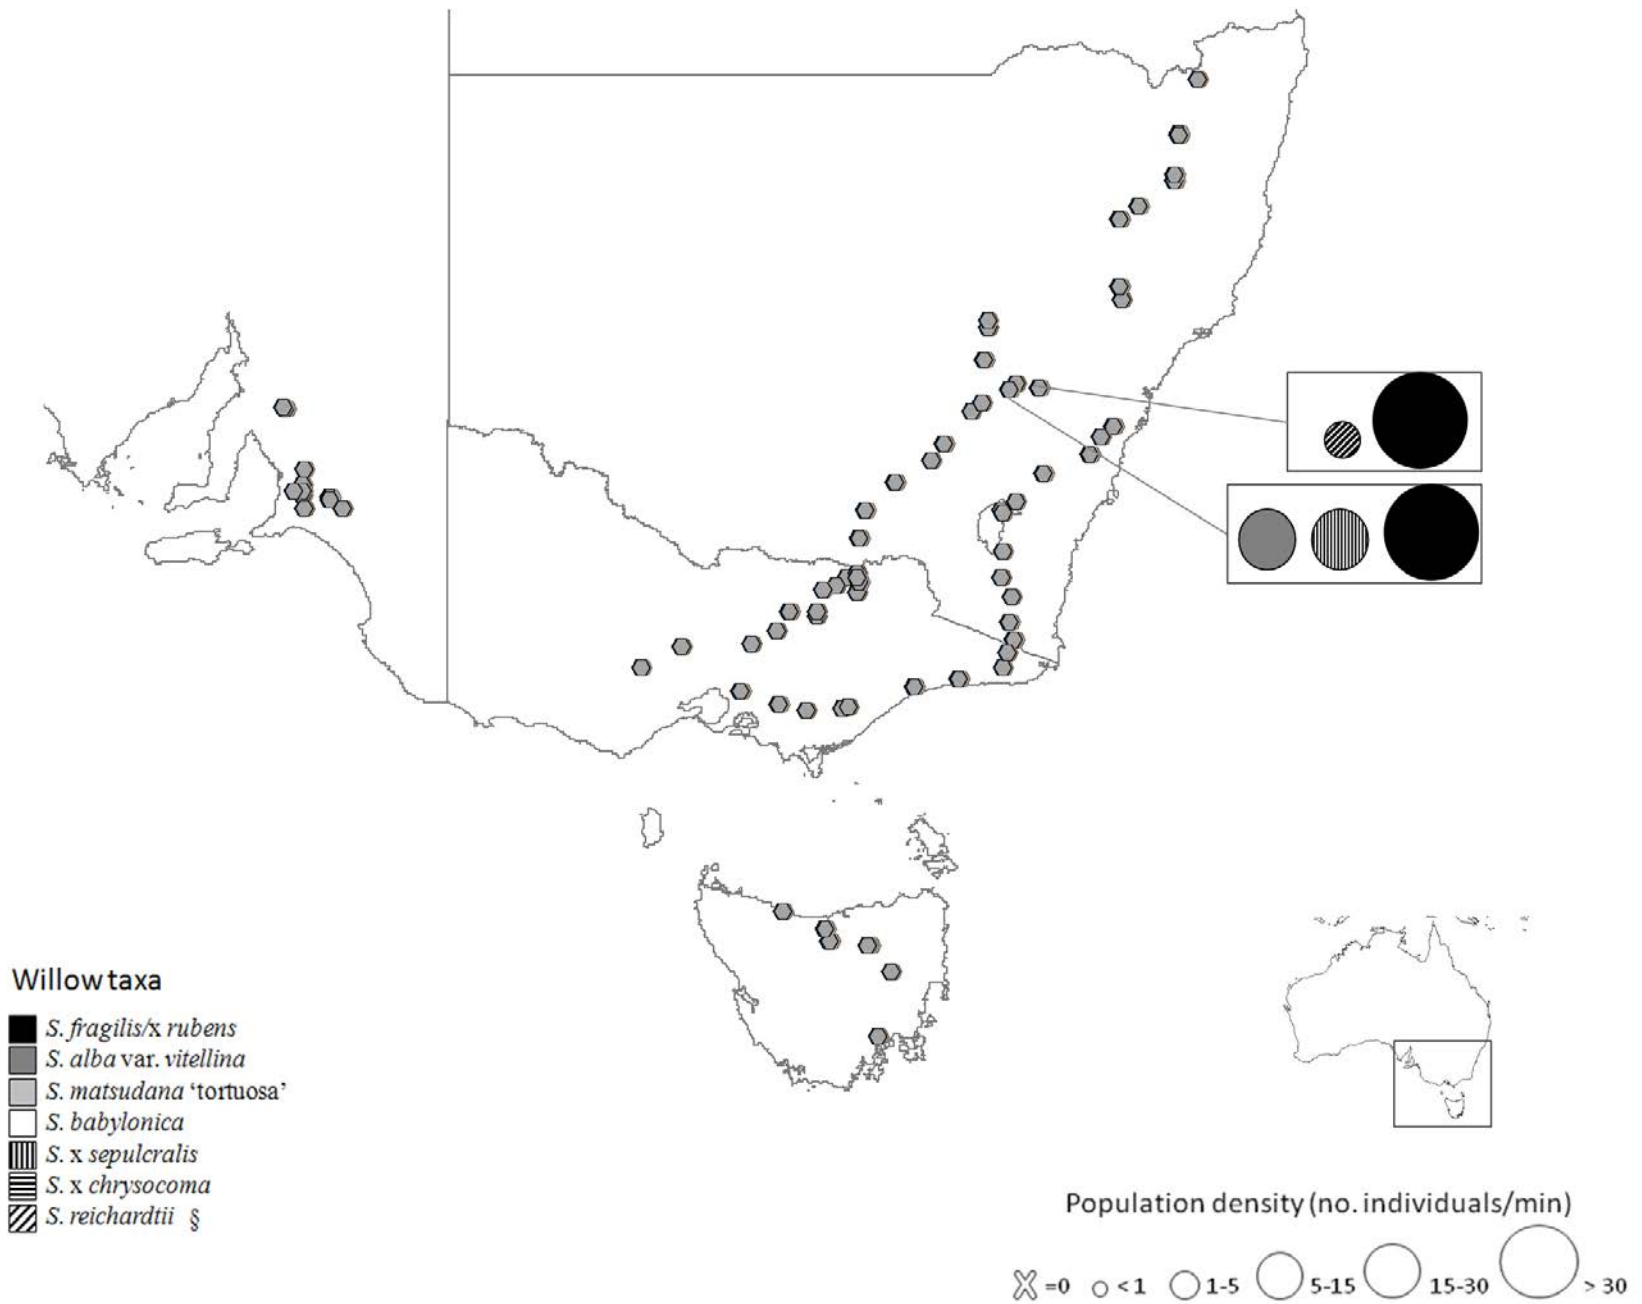 Willow taxa
S. fragilis/x rubens
S. alba var. vitellina
S. matsudana ‘tortuosa’
S. babylonica
S. x sepulcralis
S. x chrysocoma
S. reichardtii §
Population density (no. individuals/min)
=0 <1 1-5 5-15 15-30 > 30